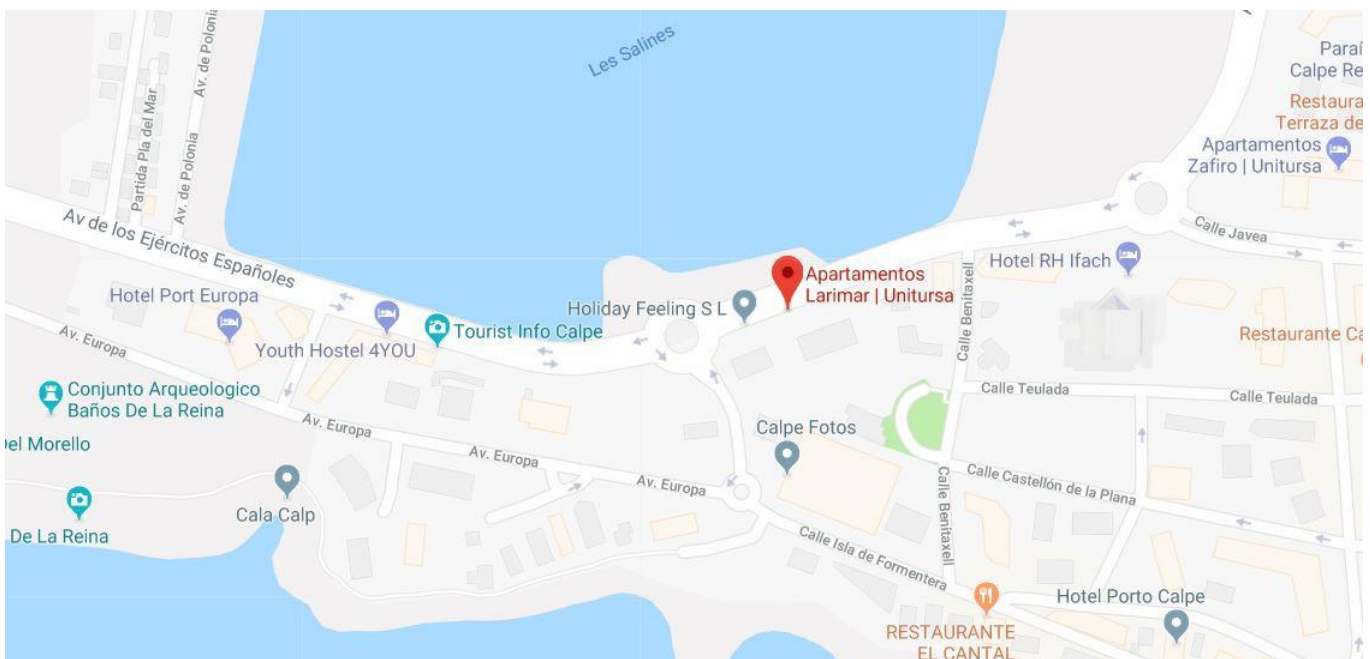 Les Salines
Paraí
Calpe Re
Restaura
Terraza de
Apartamentos
Zafiro | Unitursa
Av. de Polonia
Partida Pla del Mar
Av. de Polonia
Av de los Ejércitos Españoles
Calle Javea
Hotel RH Ifach
Apartamentos
Larimar | Unitursa
Hotel Port Europa
Holiday Feeling S L
Calle Benitaxell
Tourist Info Calpe
Youth Hostel 4YOU
Av. Europa
Restaurante Ca
Conjunto Arqueologico
Baños De La Reina
Calle Teulada
Calle Teulada
Del Morello
Av. Europa
Calpe Fotos
Av. Europa
Av. Europa
Calle Castellón de la Plana
Cala Calp
Calle Benitaxell
De La Reina
Calle Isla de Formentera
Hotel Porto Calpe
RESTAURANTE
EL CANTAL